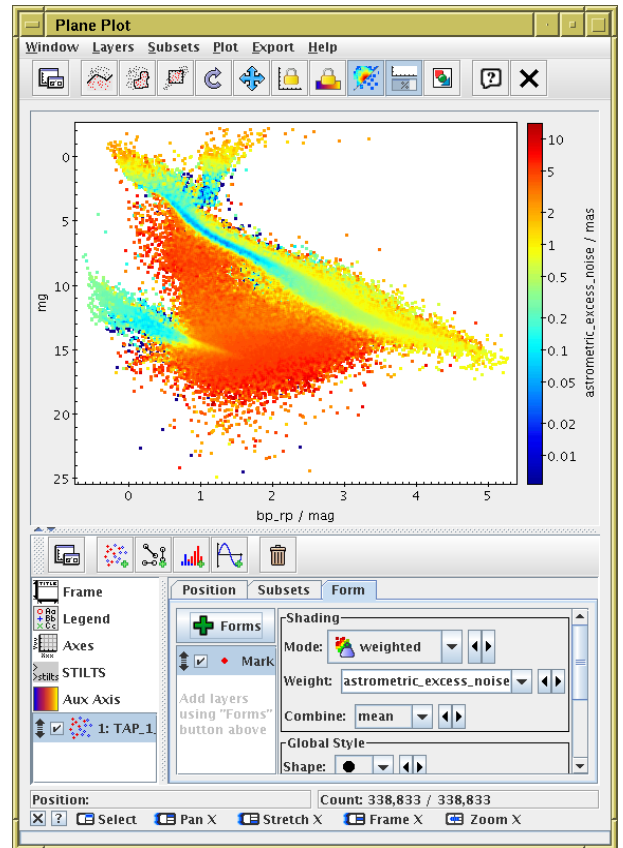 Plane Plot
Window Layers Subsets Plot Export Help
0
5
10
15
20
25
mg
0 1 2 3 4 5
bp_rp / mag
10
5
2
1
0.5
0.2
0.1
0.05
0.02
0.01
astrometric_excess_noise / mas
Frame
Legend
Axes
STILTS
Aux Axis
1: TAP_1_
Position Subsets Form
Forms
Mark
Add layers
using "Forms"
button above
Shading
Mode: weighted
Weight: astrometric_excess_noise
Combine: mean
Global Style
Shape:
Position: Count: 338,833 / 338,833
Select Pan X Stretch X Frame X Zoom X